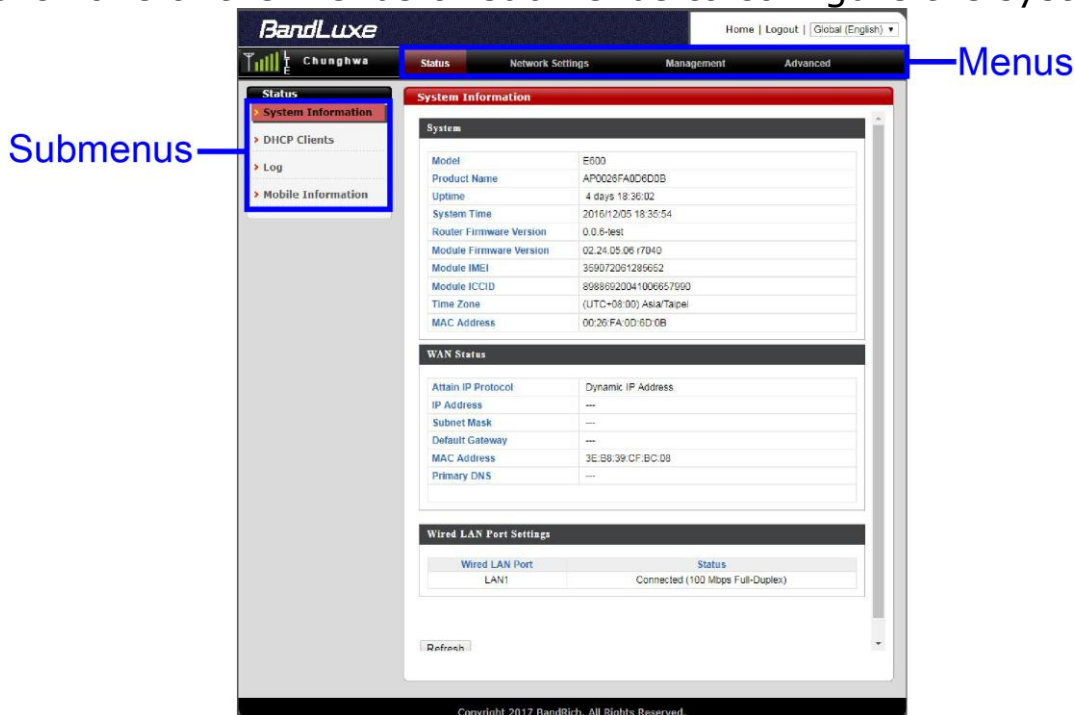 BandLuxe
Home | Logout | Global (English)
Chunghwa
LTE
Status Network Settings Management Advanced
Menus
Status
System Information
DHCP Clients
Log
Mobile Information
Submenus
System Information
System
Model E600
Product Name AP0026FA0D6D0B
Uptime 4 days 18:36:02
System Time 2016/12/05 18:35:54
Router Firmware Version 0.0.6-test
Module Firmware Version 02.24.05.06 r7040
Module IMEI 359072061285652
Module ICCID 89886920041006657990
Time Zone (UTC+08:00) Asia/Taipei
MAC Address 00:26:FA:0D:6D:0B
WAN Status
Attain IP Protocol Dynamic IP Address
IP Address ---
Subnet Mask ---
Default Gateway ---
MAC Address 3E:B8:39:CF:BC:08
Primary DNS ---
Wired LAN Port Settings
Wired LAN Port Status
LAN1 Connected (100 Mbps Full-Duplex)
Refresh
Copyright 2017 BandRich. All Rights Reserved.